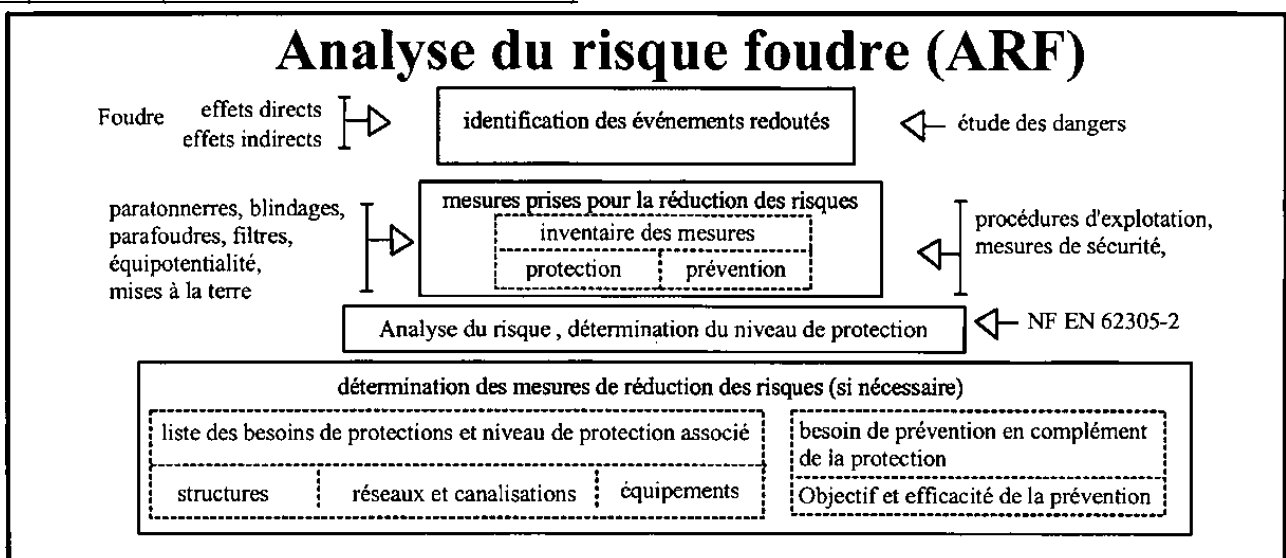 Analyse du risque foudre (ARF)
Foudre
effets directs
effets indirects
identification des événements redoutés
étude des dangers
paratonnerres, blindages,
parafoudres, filtres,
équipotentialité,
mises à la terre
mesures prises pour la réduction des risques
inventaire des mesures
protection
prévention
procédures d'explotation,
mesures de sécurité,
Analyse du risque , détermination du niveau de protection
NF EN 62305-2
détermination des mesures de réduction des risques (si nécessaire)
liste des besoins de protections et niveau de protection associé
structures
réseaux et canalisations
équipements
besoin de prévention en complément
de la protection
Objectif et efficacité de la prévention